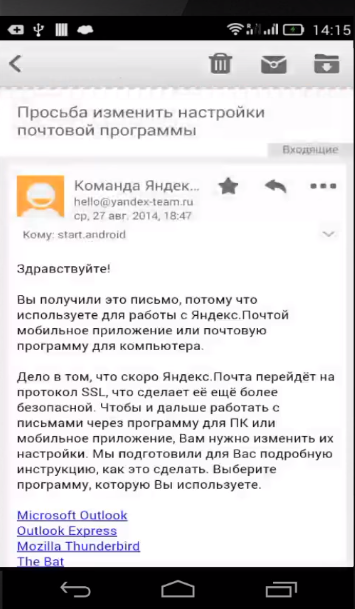 14:15
Просьба изменить настройки
почтовой программы
Входящие
Команда Яндек...
hello@yandex-team.ru
ср, 27 авг. 2014, 18:47
Кому: start.android
Здравствуйте!
Вы получили это письмо, потому что
используете для работы с Яндекс.Почтой
мобильное приложение или почтовую
программу для компьютера.
Дело в том, что скоро Яндекс.Почта перейдёт на
протокол SSL, что сделает её ещё более
безопасной. Чтобы и дальше работать с
письмами через программу для ПК или
мобильное приложение, Вам нужно изменить их
настройки. Мы подготовили для Вас подробную
инструкцию, как это сделать. Выберите
программу, которую Вы используете.
Microsoft Outlook
Outlook Express
Mozilla Thunderbird
The Bat